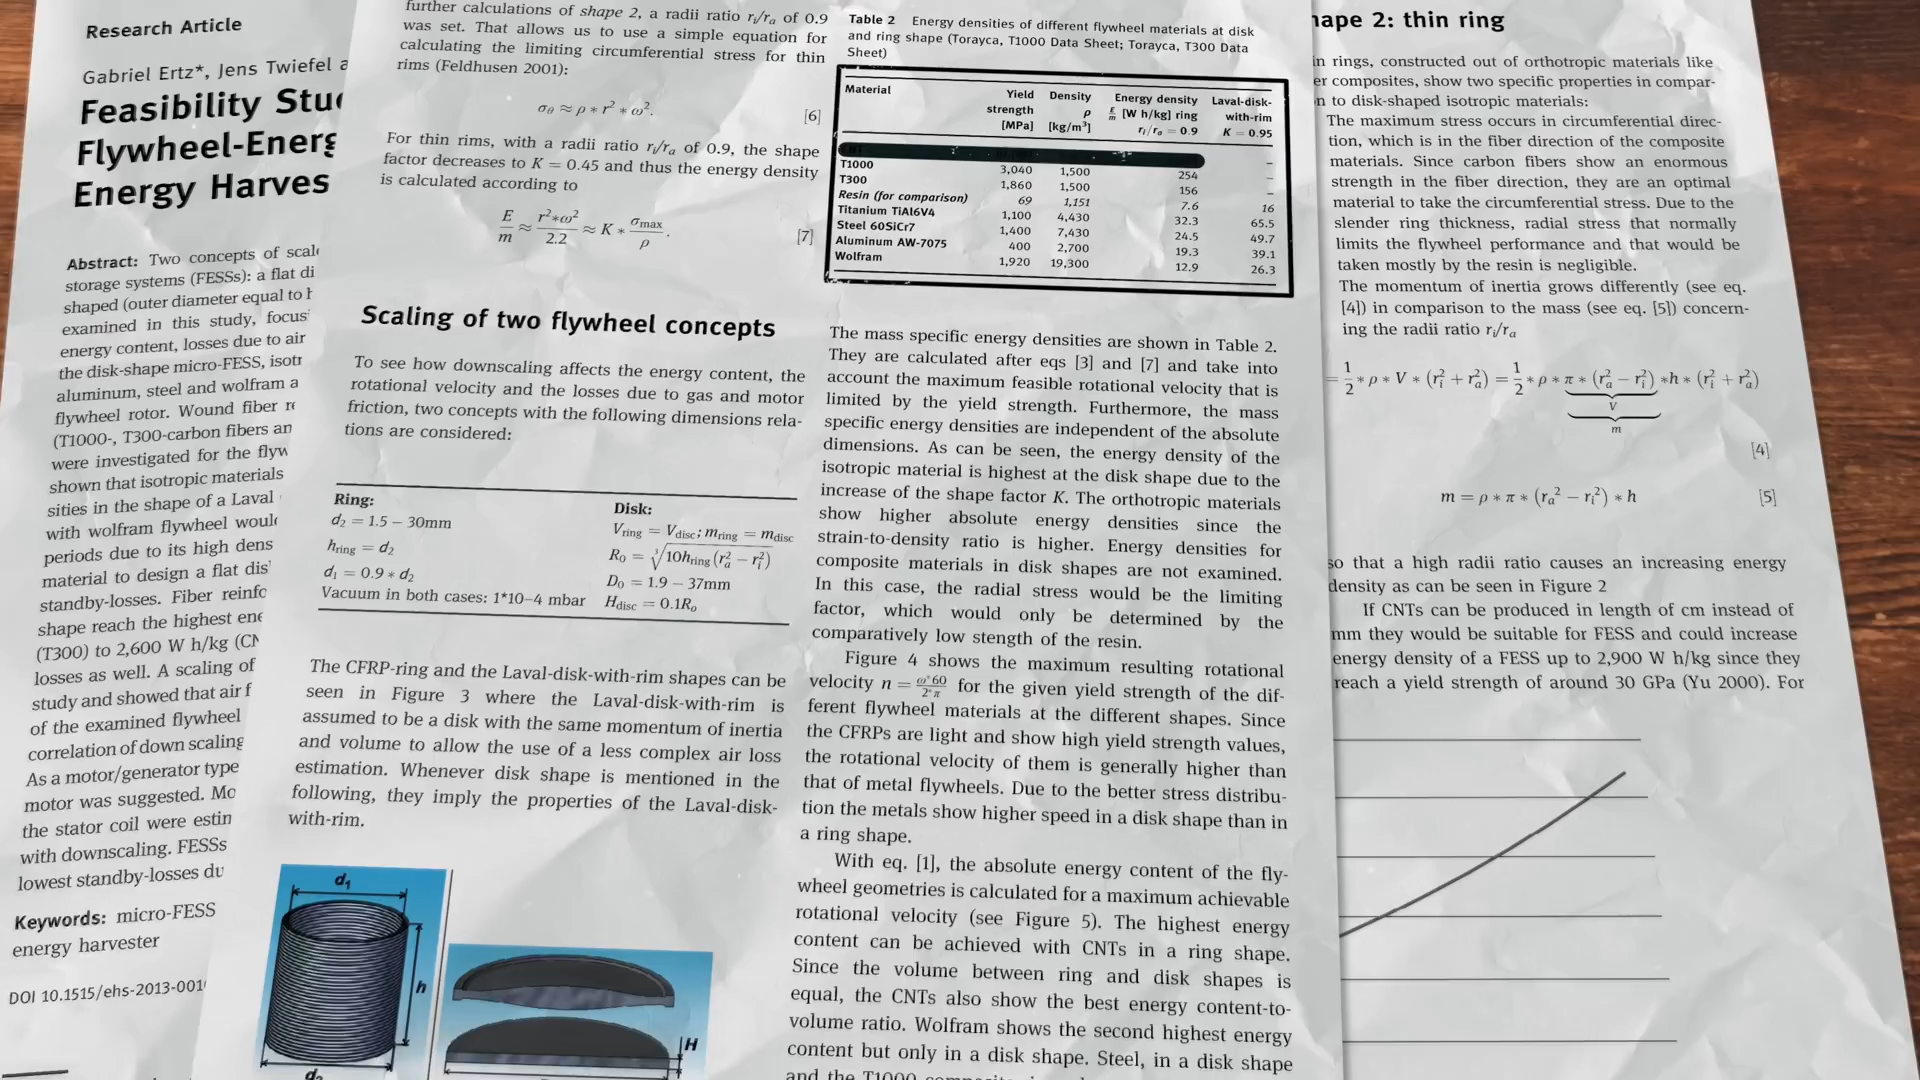 Research Article
Gabriel Ertz*, Jens Twiefel a
Feasibility Stu
Flywheel-Energ
Energy Harves
Abstract: Two concepts of scal
storage systems (FESSs): a flat di
shaped (outer diameter equal to h
examined in this study, focus
energy content, losses due to air
the disk-shape micro-FESS, isotr
aluminum, steel and wolfram a
flywheel rotor. Wound fiber r
(T1000-, T300-carbon fibers an
were investigated for the flyw
shown that isotropic materials
sities in the shape of a Laval
with wolfram flywheel woul
periods due to its high dens
material to design a flat dis
standby-losses. Fiber reinfo
shape reach the highest ene
(T300) to 2,600 W h/kg (CN
losses as well. A scaling of
study and showed that air f
of the examined flywheel
correlation of down scaling
As a motor/generator type
motor was suggested. Mo
the stator coil were estin
with downscaling. FESSs
lowest standby-losses du
Keywords: micro-FESS
energy harvester
DOI 10.1515/ehs-2013-001
further calculations of shape 2, a radii ratio rᵢ/rₐ of 0.9
was set. That allows us to use a simple equation for
calculating the limiting circumferential stress for thin
rims (Feldhusen 2001):
σθ ≈ ρ * r² * ω². [6]
For thin rims, with a radii ratio rᵢ/rₐ of 0.9, the shape
factor decreases to K = 0.45 and thus the energy density
is calculated according to
E/m ≈ r²*ω²/2.2 ≈ K * σmax/ρ. [7]
Scaling of two flywheel concepts
To see how downscaling affects the energy content, the
rotational velocity and the losses due to gas and motor
friction, two concepts with the following dimensions rela-
tions are considered:
Ring: Disk:
d₂ = 1.5 – 30mm Vring = Vdisc; mring = mdisc
hring = d₂ R₀ = ∛10hring (rₐ² – rᵢ²)
d₁ = 0.9 * d₂ D₀ = 1.9 – 37mm
Vacuum in both cases: 1*10–4 mbar Hdisc = 0.1Rₒ
The CFRP-ring and the Laval-disk-with-rim shapes can be
seen in Figure 3 where the Laval-disk-with-rim is
assumed to be a disk with the same momentum of inertia
and volume to allow the use of a less complex air loss
estimation. Whenever disk shape is mentioned in the
following, they imply the properties of the Laval-disk-
with-rim.
d₁
h
d₂
H
Table 2 Energy densities of different flywheel materials at disk
and ring shape (Torayca, T1000 Data Sheet; Torayca, T300 Data
Sheet)
Material Yield strength [MPa] Density ρ [kg/m³] Energy density E/m [W h/kg] ring rᵢ/rₐ = 0.9 Laval-disk-with-rim K = 0.95
–
T1000 3,040 1,500 254 –
T300 1,860 1,500 156 –
Resin (for comparison) 69 1,151 7.6 16
Titanium TiAl6V4 1,100 4,430 32.3 65.5
Steel 60SiCr7 1,400 7,430 24.5 49.7
Aluminum AW-7075 400 2,700 19.3 39.1
Wolfram 1,920 19,300 12.9 26.3
The mass specific energy densities are shown in Table 2.
They are calculated after eqs [3] and [7] and take into
account the maximum feasible rotational velocity that is
limited by the yield strength. Furthermore, the mass
specific energy densities are independent of the absolute
dimensions. As can be seen, the energy density of the
isotropic material is highest at the disk shape due to the
increase of the shape factor K. The orthotropic materials
show higher absolute energy densities since the
strain-to-density ratio is higher. Energy densities for
composite materials in disk shapes are not examined.
In this case, the radial stress would be the limiting
factor, which would only be determined by the
comparatively low stength of the resin.
Figure 4 shows the maximum resulting rotational
velocity n = ω*60/2*π for the given yield strength of the dif-
ferent flywheel materials at the different shapes. Since
the CFRPs are light and show high yield strength values,
the rotational velocity of them is generally higher than
that of metal flywheels. Due to the better stress distribu-
tion the metals show higher speed in a disk shape than in
a ring shape.
With eq. [1], the absolute energy content of the fly-
wheel geometries is calculated for a maximum achievable
rotational velocity (see Figure 5). The highest energy
content can be achieved with CNTs in a ring shape.
Since the volume between ring and disk shapes is
equal, the CNTs also show the best energy content-to-
volume ratio. Wolfram shows the second highest energy
content but only in a disk shape. Steel, in a disk shape
and the T1000
hape 2: thin ring
in rings, constructed out of orthotropic materials like
er composites, show two specific properties in compar-
n to disk-shaped isotropic materials:
The maximum stress occurs in circumferential direc-
tion, which is in the fiber direction of the composite
materials. Since carbon fibers show an enormous
strength in the fiber direction, they are an optimal
material to take the circumferential stress. Due to the
slender ring thickness, radial stress that normally
limits the flywheel performance and that would be
taken mostly by the resin is negligible.
The momentum of inertia grows differently (see eq.
[4]) in comparison to the mass (see eq. [5]) concern-
ing the radii ratio rᵢ/rₐ
= 1/2 * ρ * V * (rᵢ² + rₐ²) = 1/2 * ρ * π * (rₐ² – rᵢ²) * h * (rᵢ² + rₐ²)
V
m
[4]
m = ρ * π * (rₐ² – rᵢ²) * h [5]
so that a high radii ratio causes an increasing energy
density as can be seen in Figure 2
If CNTs can be produced in length of cm instead of
mm they would be suitable for FESS and could increase
energy density of a FESS up to 2,900 W h/kg since they
reach a yield strength of around 30 GPa (Yu 2000). For